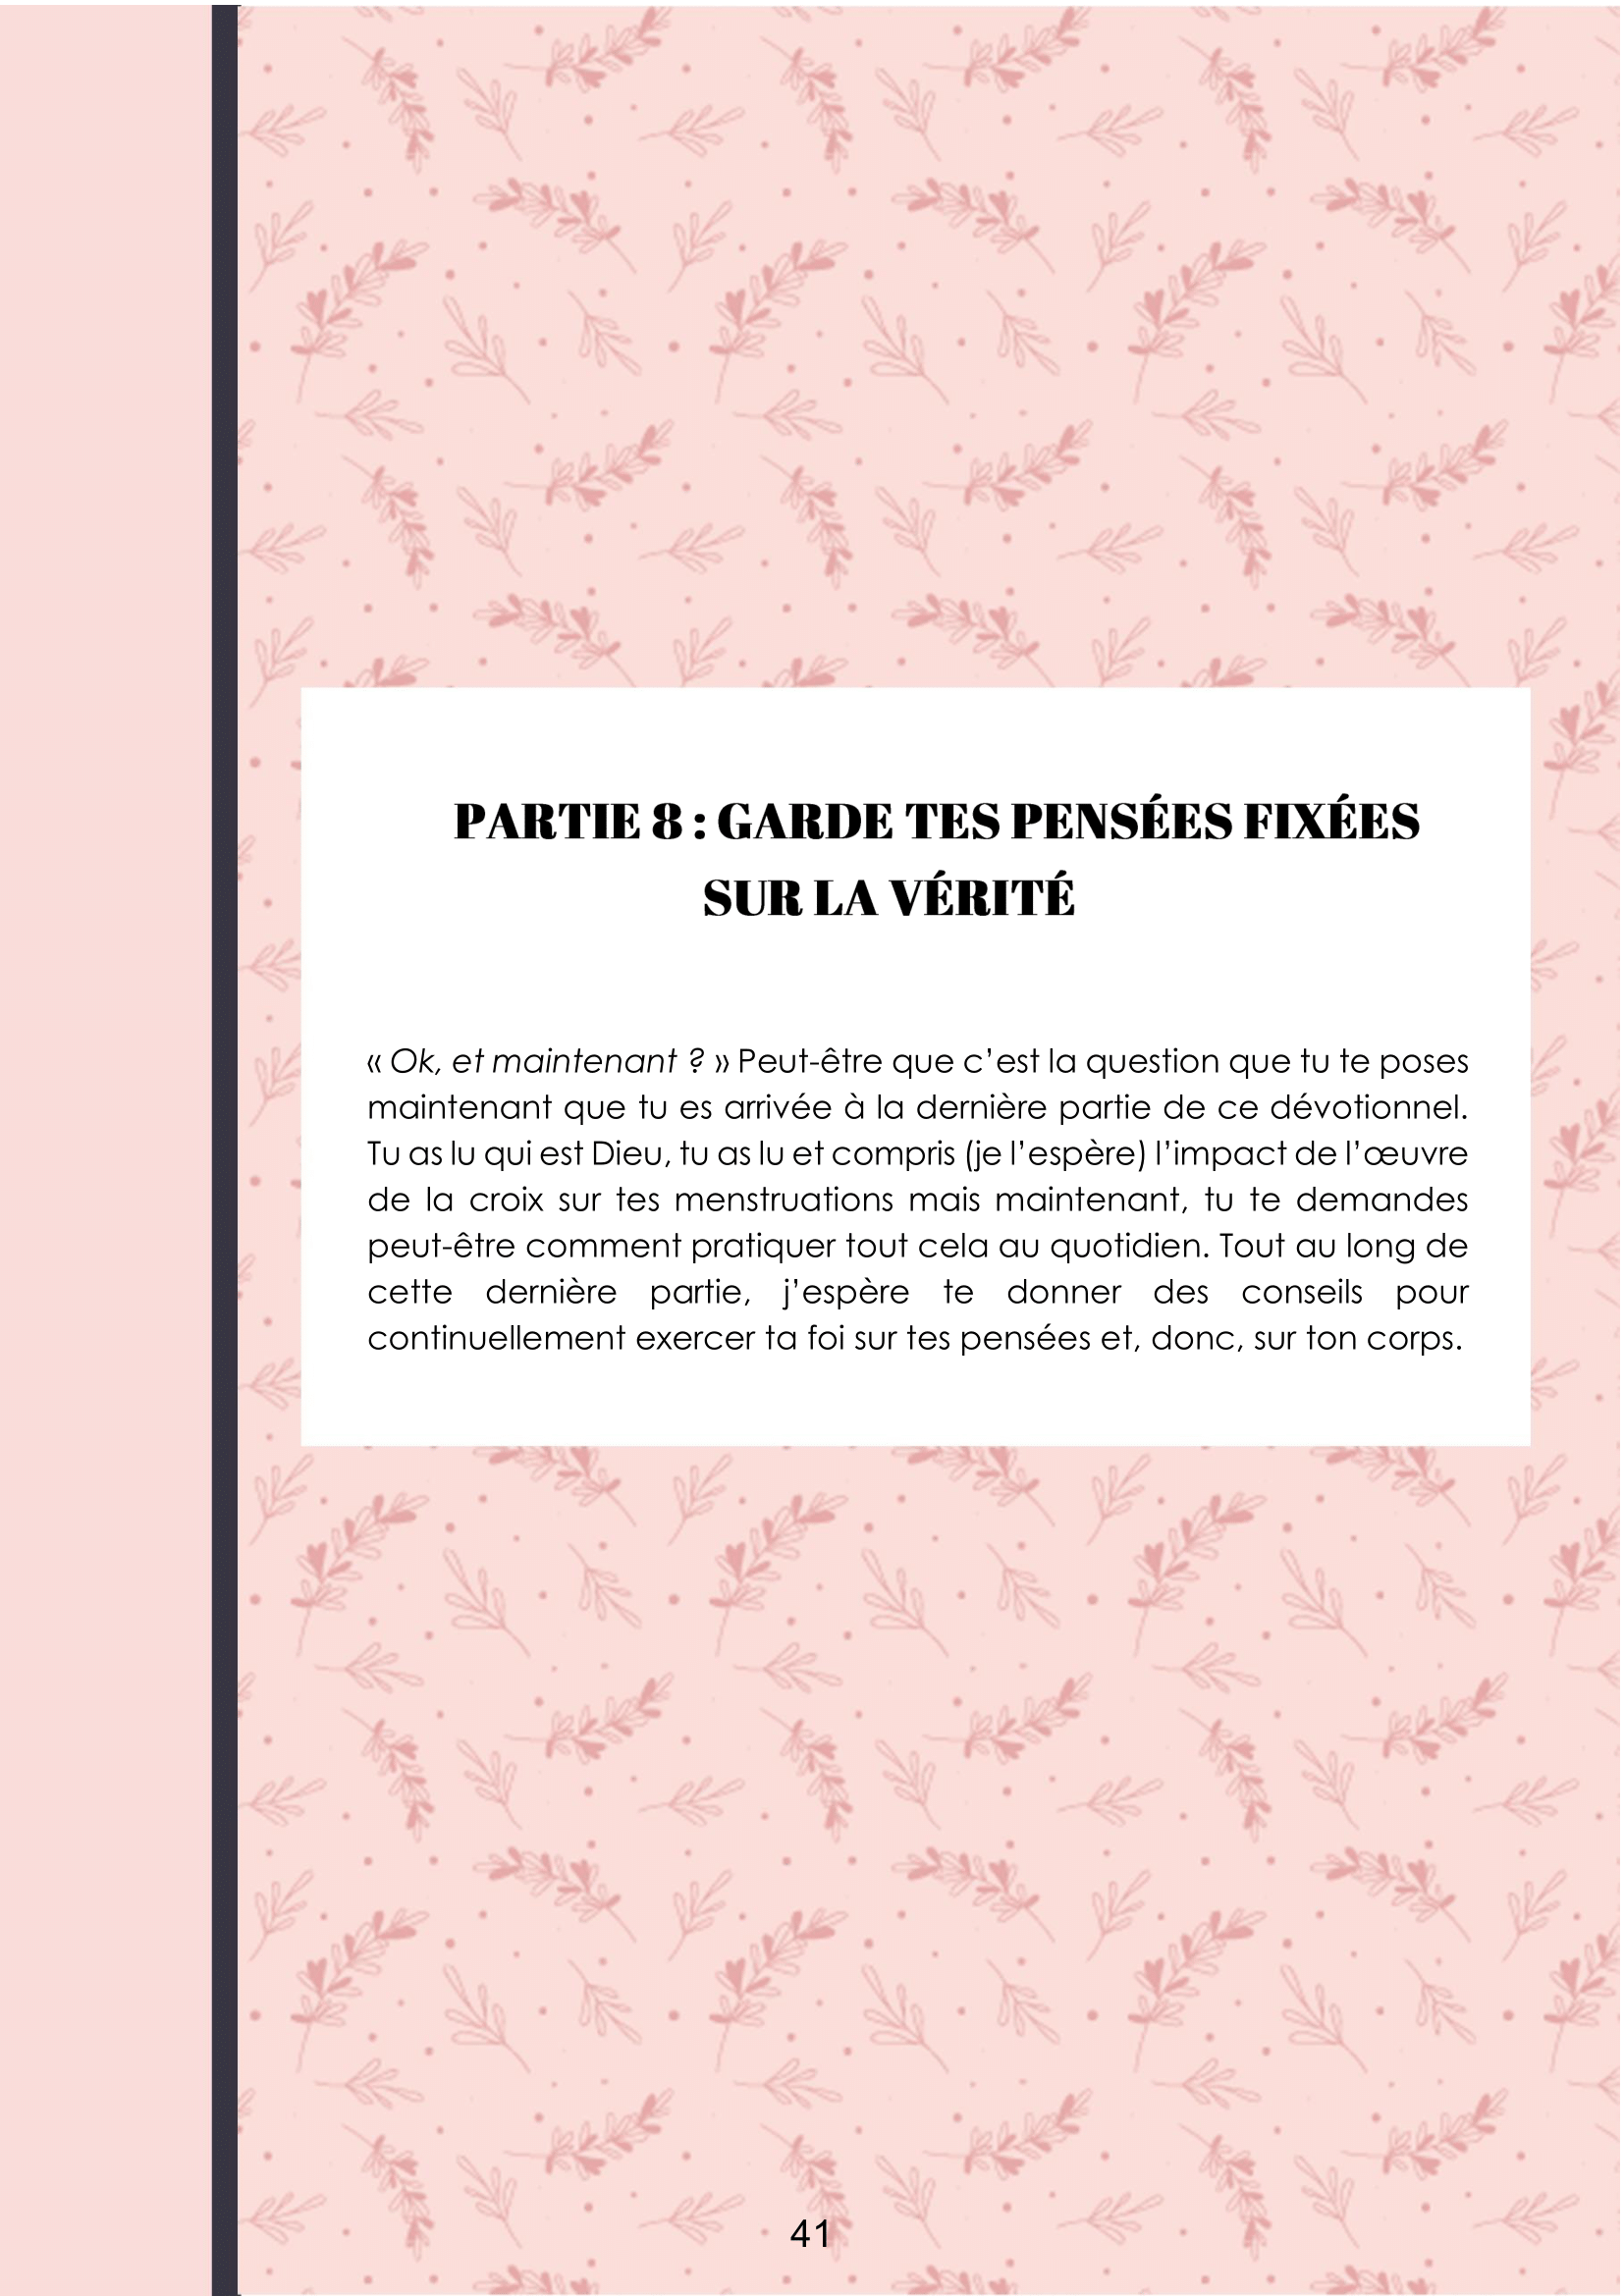 PARTIE 8 : GARDE TES PENSÉES FIXÉES
SUR LA VÉRITÉ
« Ok, et maintenant ? » Peut-être que c’est la question que tu te poses
maintenant que tu es arrivée à la dernière partie de ce dévotionnel.
Tu as lu qui est Dieu, tu as lu et compris (je l’espère) l’impact de l’œuvre
de la croix sur tes menstruations mais maintenant, tu te demandes
peut-être comment pratiquer tout cela au quotidien. Tout au long de
cette dernière partie, j’espère te donner des conseils pour
continuellement exercer ta foi sur tes pensées et, donc, sur ton corps.
41